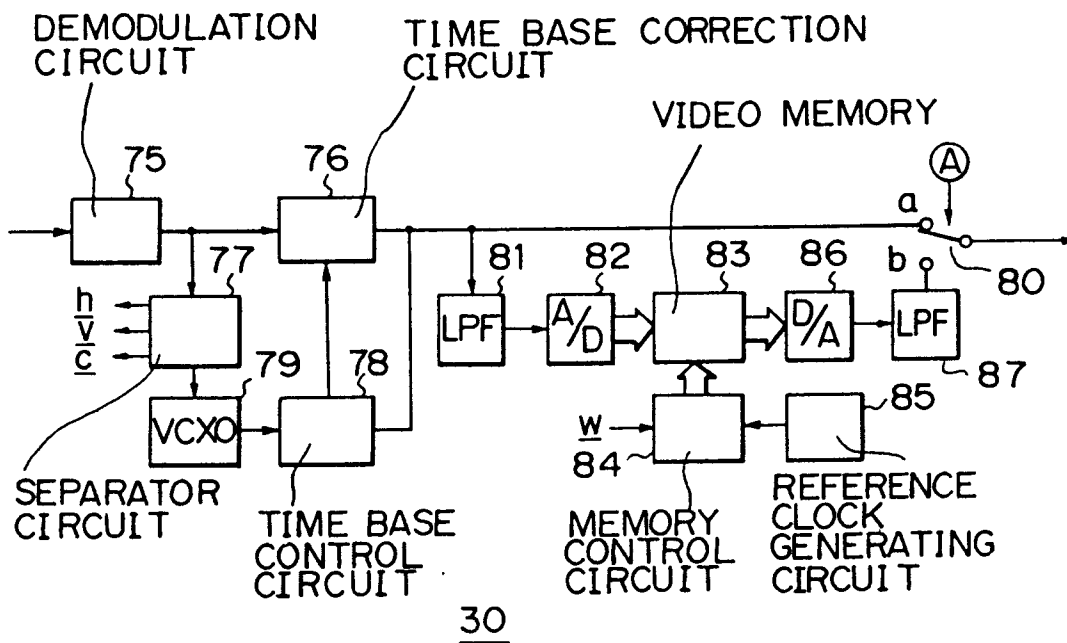 DEMODULATION
CIRCUIT
TIME BASE CORRECTION
CIRCUIT
VIDEO MEMORY
A
75
76
a
77
81
82
83
86
b
80
h
v
c
LPF
A/D
D/A
LPF
79
78
87
85
VCXO
w
84
SEPARATOR
CIRCUIT
TIME BASE
CONTROL
CIRCUIT
MEMORY
CONTROL
CIRCUIT
REFERENCE
CLOCK
GENERATING
CIRCUIT
30